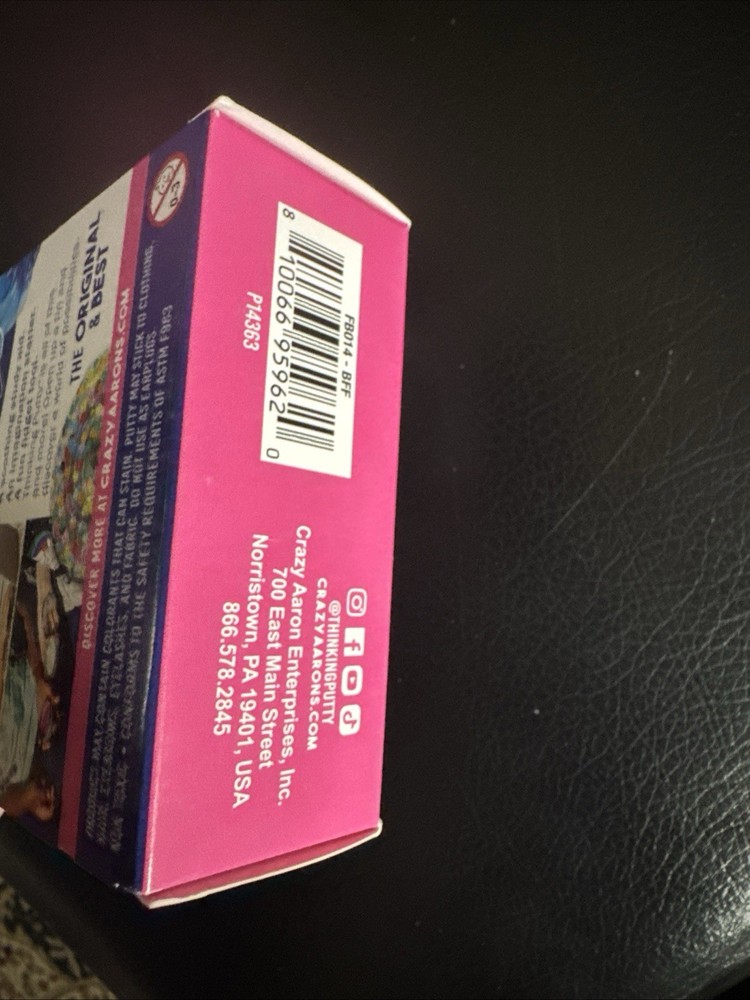 FB014 - BFF
8 10066 95962 0
P14363
@THINKINGPUTTY
CRAZYAARONS.COM
Crazy Aaron Enterprises, Inc.
700 East Main Street
Norristown, PA 19401, USA
866.578.2845
0-3
THE ORIGINAL
& BEST
DISCOVER MORE AT CRAZYAARONS.COM
PRODUCT MAY CONTAIN COLORANTS THAT CAN STAIN. PUTTY MAY STICK TO CLOTHING,
HAIR, EYEBROWS, EYELASHES, AND FABRIC. DO NOT USE AS EARPLUGS.
NON TOXIC - CONFORMS TO THE SAFETY REQUIREMENTS OF ASTM F963